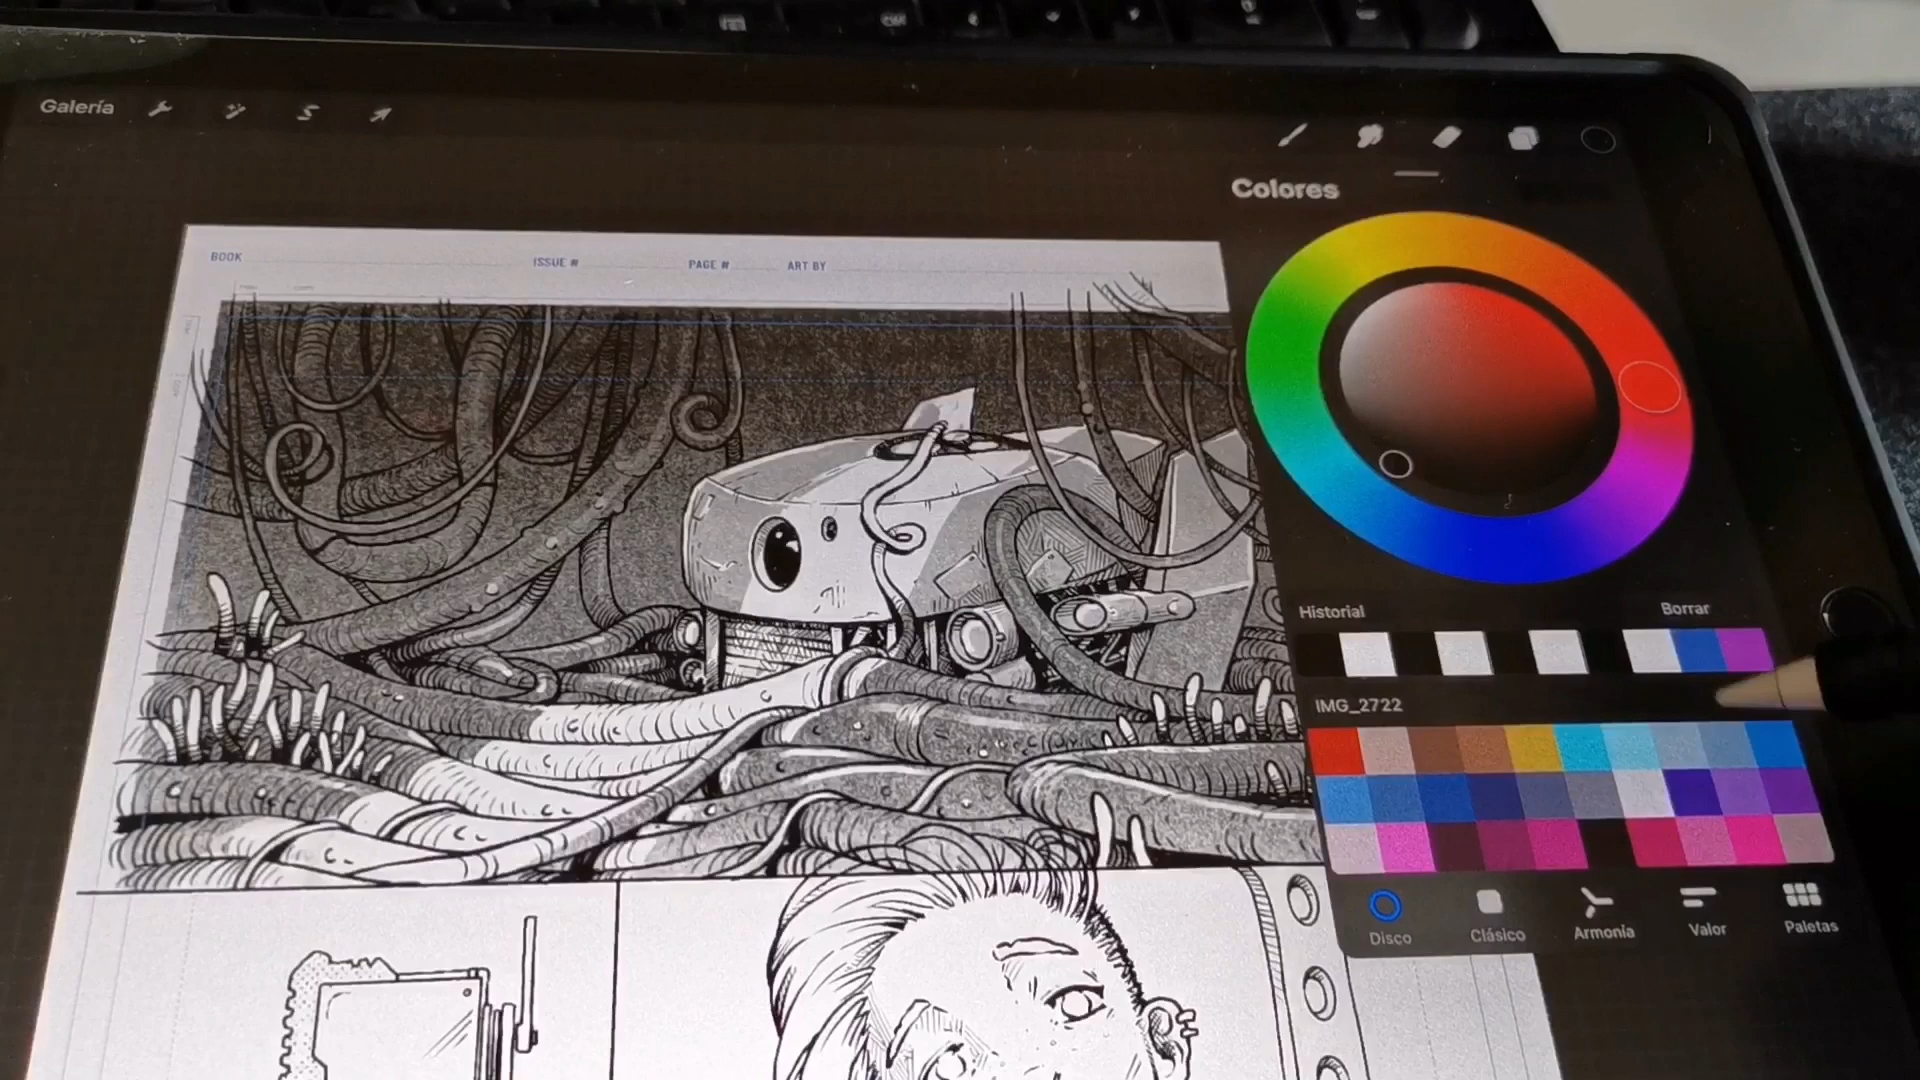 Galería
Colores
BOOK
ISSUE #
PAGE #
ART BY
Historial
Borrar
IMG_2722
Disco
Clásico
Armonía
Valor
Paletas